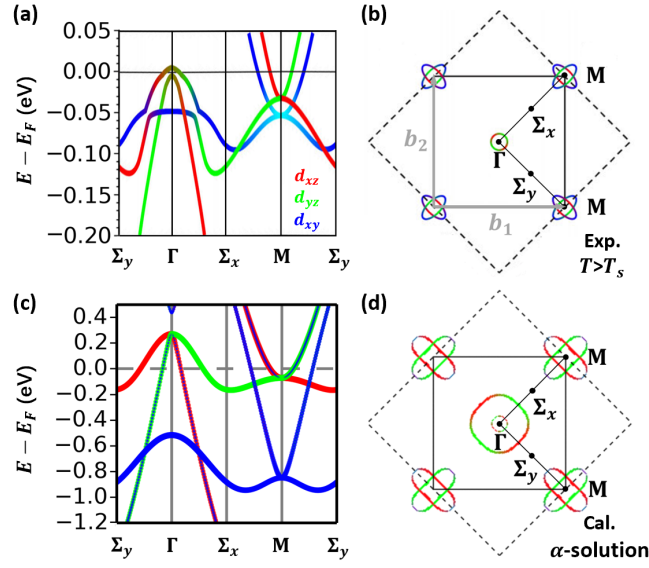 (a)
E − E_F (eV)
0.00
−0.05
−0.10
−0.15
−0.20
d_xz
d_yz
d_xy
Σ_y Γ Σ_x M Σ_y
(b)
M
Σ_x
b_2
Γ
Σ_y
M
b_1
Exp.
T>T_s
(c)
E − E_F (eV)
0.4
0.2
0.0
−0.2
−0.4
−0.6
−0.8
−1.0
−1.2
Σ_y Γ Σ_x M Σ_y
(d)
M
Σ_x
Γ
Σ_y
M
Cal.
α-solution